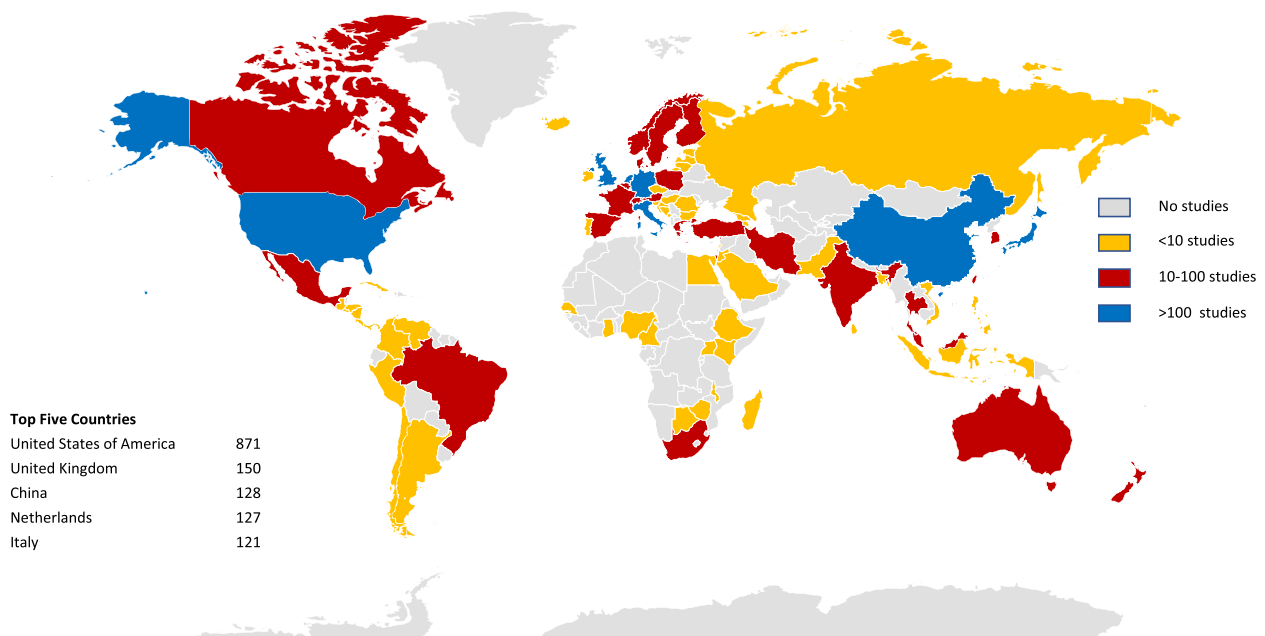 No studies
<10 studies
10-100 studies
>100 studies
Top Five Countries
United States of America 871
United Kingdom 150
China 128
Netherlands 127
Italy 121